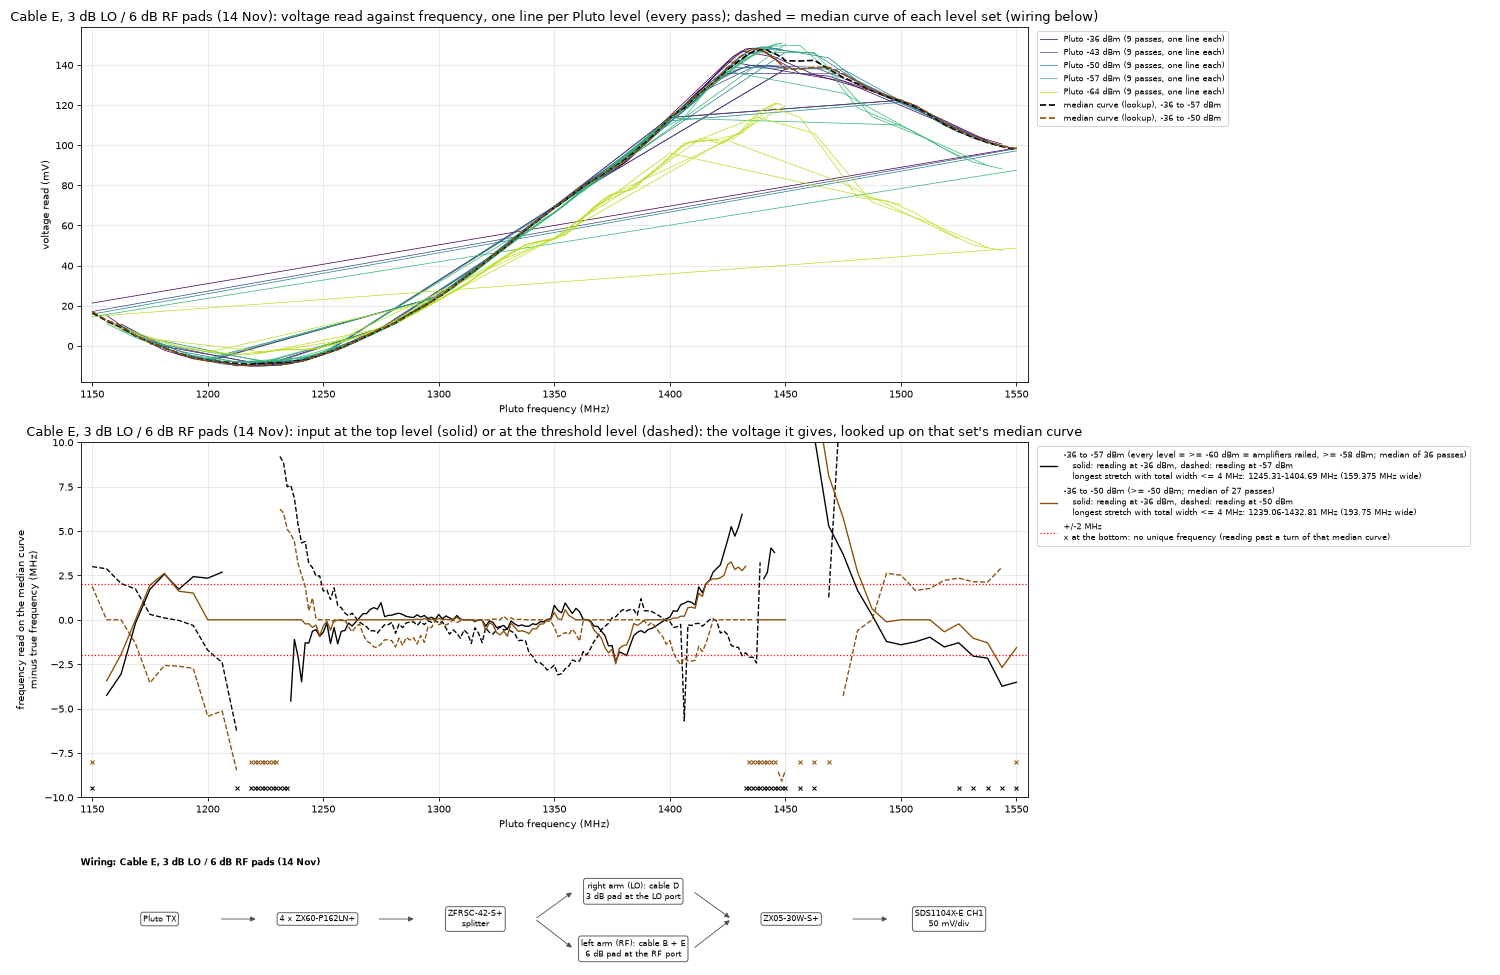 Cable E, 3 dB LO / 6 dB RF pads (14 Nov): voltage read against frequency, one line per Pluto level (every pass); dashed = median curve of each level set (wiring below)
voltage read (mV)
140
120
100
80
60
40
20
0
1150 1200 1250 1300 1350 1400 1450 1500 1550
Pluto frequency (MHz)
Pluto -36 dBm (9 passes, one line each)
Pluto -43 dBm (9 passes, one line each)
Pluto -50 dBm (9 passes, one line each)
Pluto -57 dBm (9 passes, one line each)
Pluto -64 dBm (9 passes, one line each)
median curve (lookup), -36 to -57 dBm
median curve (lookup), -36 to -50 dBm
Cable E, 3 dB LO / 6 dB RF pads (14 Nov): input at the top level (solid) or at the threshold level (dashed): the voltage it gives, looked up on that set's median curve
frequency read on the median curve
minus true frequency (MHz)
10.0
7.5
5.0
2.5
0.0
−2.5
−5.0
−7.5
−10.0
1150 1200 1250 1300 1350 1400 1450 1500 1550
Pluto frequency (MHz)
-36 to -57 dBm (every level = >= -60 dBm = amplifiers railed, >= -58 dBm; median of 36 passes)
solid: reading at -36 dBm, dashed: reading at -57 dBm
longest stretch with total width <= 4 MHz: 1245.31-1404.69 MHz (159.375 MHz wide)
-36 to -50 dBm (>= -50 dBm; median of 27 passes)
solid: reading at -36 dBm, dashed: reading at -50 dBm
longest stretch with total width <= 4 MHz: 1239.06-1432.81 MHz (193.75 MHz wide)
+/-2 MHz
x at the bottom: no unique frequency (reading past a turn of that median curve)
Wiring: Cable E, 3 dB LO / 6 dB RF pads (14 Nov)
Pluto TX
4 x ZX60-P162LN+
ZFRSC-42-S+
splitter
right arm (LO): cable D
3 dB pad at the LO port
left arm (RF): cable B + E
6 dB pad at the RF port
ZX05-30W-S+
SDS1104X-E CH1
50 mV/div